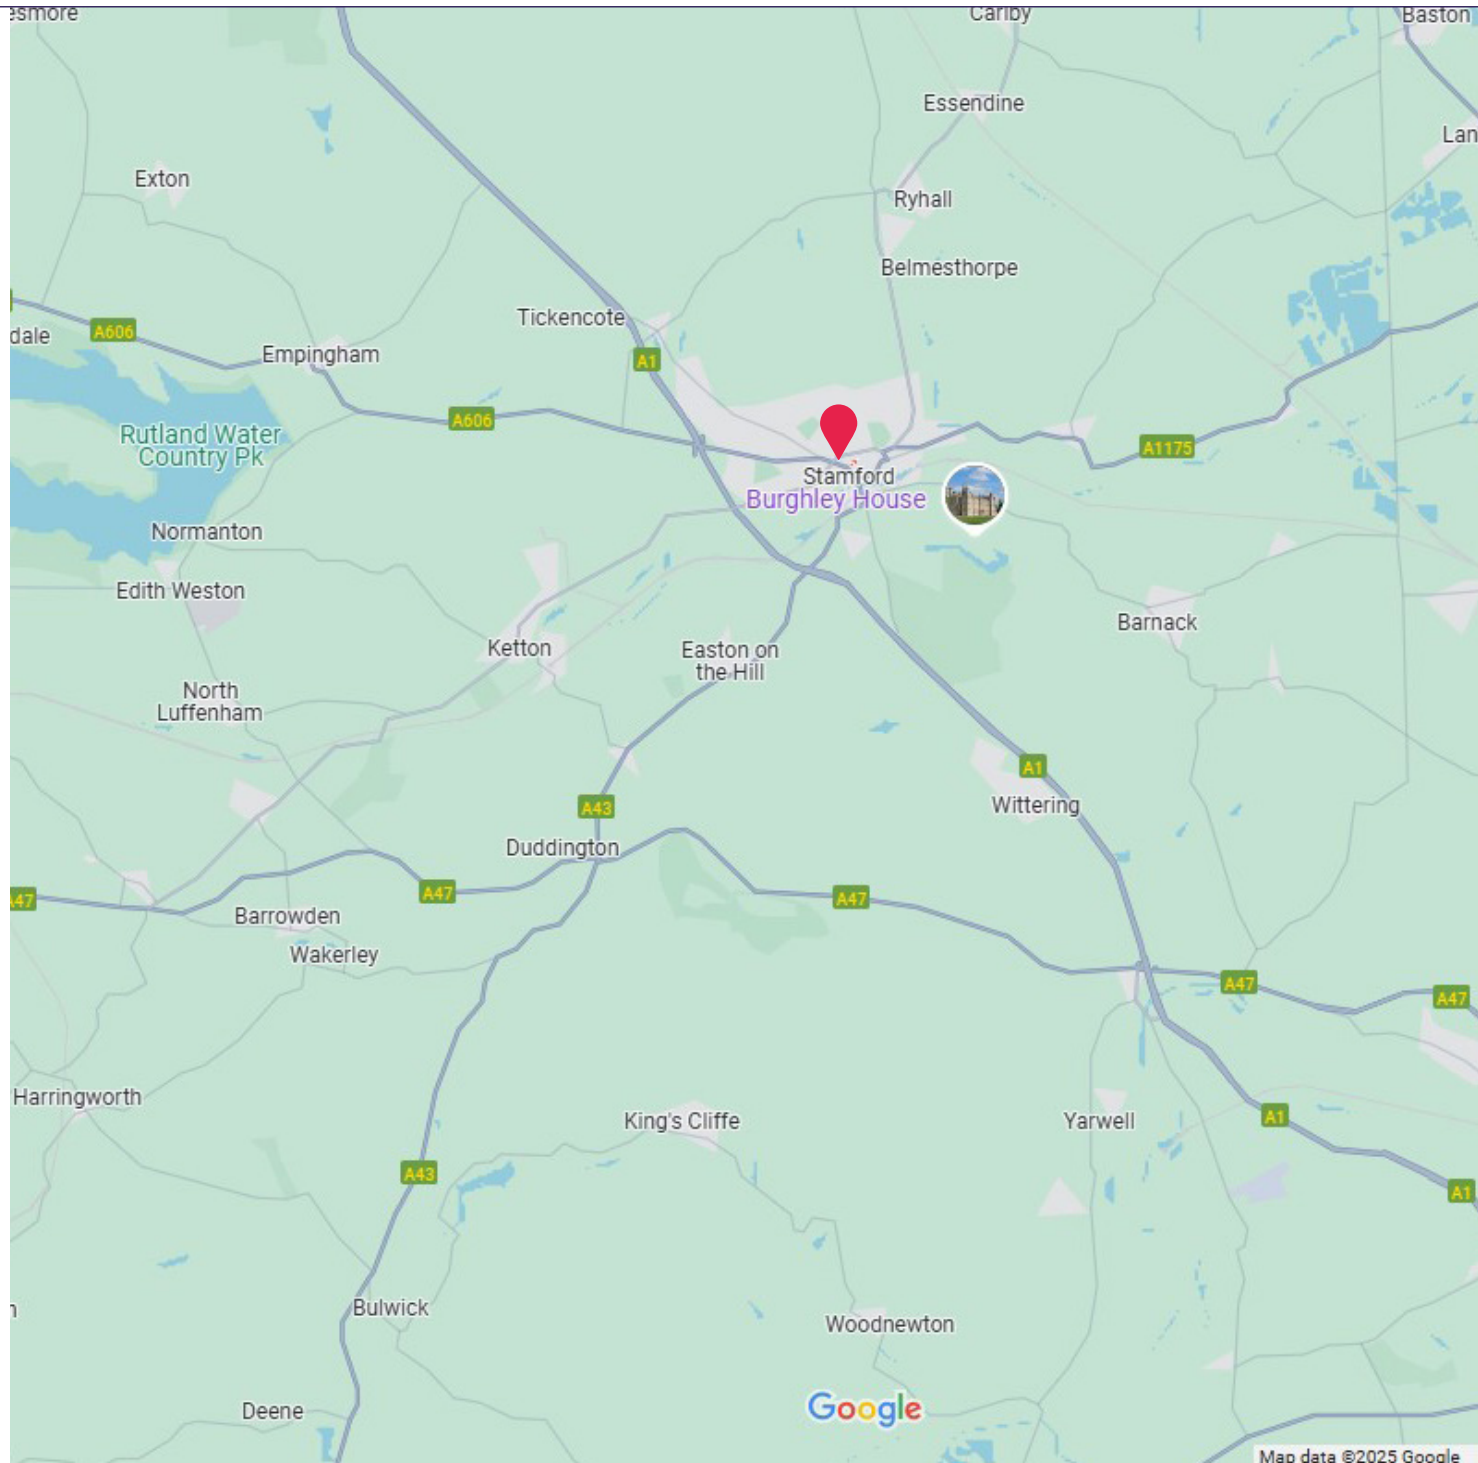 esmore
Carlby
Baston
Essendine
Lan
Exton
Ryhall
Belmesthorpe
Tickencote
A606
dale
Empingham
A1
A606
Rutland Water
Country Pk
A1175
Stamford
Burghley House
Normanton
Edith Weston
Barnack
Ketton
Easton on
the Hill
North
Luffenham
A1
Wittering
A43
Duddington
A47
A47
A47
Barrowden
Wakerley
A47
A47
Harringworth
King's Cliffe
Yarwell
A1
A43
A1
Bulwick
Woodnewton
Deene
Google
Map data ©2025 Google